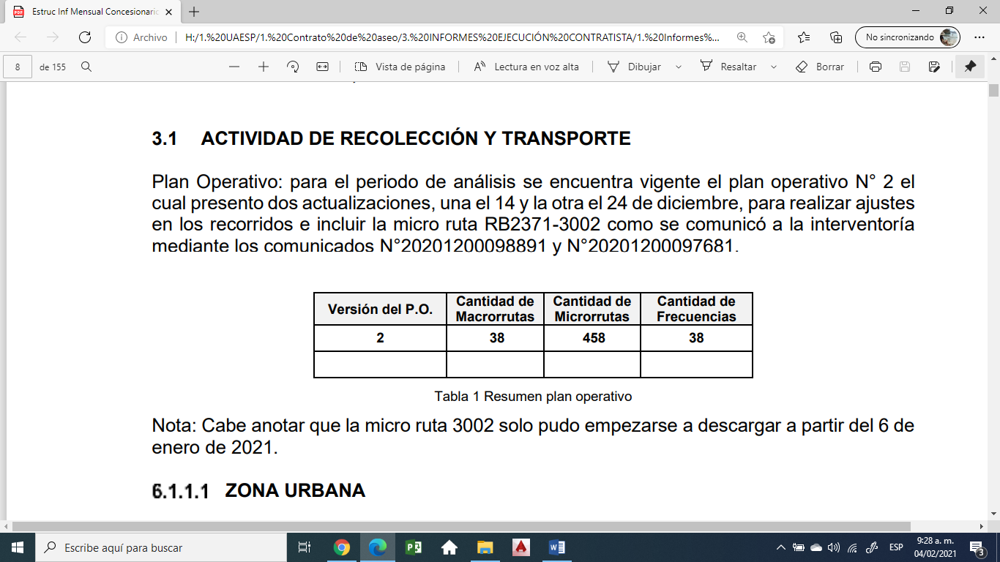 Estruc Inf Mensual Concesionario
Archivo
H:/1.%20UAESP/1.%20Contrato%20de%20aseo/3.%20INFORMES%20EJECUCIÓN%20CONTRATISTA/1.%20Informes%...
No sincronizando
8
de 155
Vista de página
Lectura en voz alta
Dibujar
Resaltar
Borrar
3.1 ACTIVIDAD DE RECOLECCIÓN Y TRANSPORTE
Plan Operativo: para el periodo de análisis se encuentra vigente el plan operativo N° 2 el
cual presento dos actualizaciones, una el 14 y la otra el 24 de diciembre, para realizar ajustes
en los recorridos e incluir la micro ruta RB2371-3002 como se comunicó a la interventoría
mediante los comunicados N°20201200098891 y N°20201200097681.
Versión del P.O. Cantidad de Macrorrutas Cantidad de Microrrutas Cantidad de Frecuencias
2 38 458 38
Tabla 1 Resumen plan operativo
Nota: Cabe anotar que la micro ruta 3002 solo pudo empezarse a descargar a partir del 6 de
enero de 2021.
6.1.1.1 ZONA URBANA
Escribe aquí para buscar
ESP
9:28 a. m.
04/02/2021
3